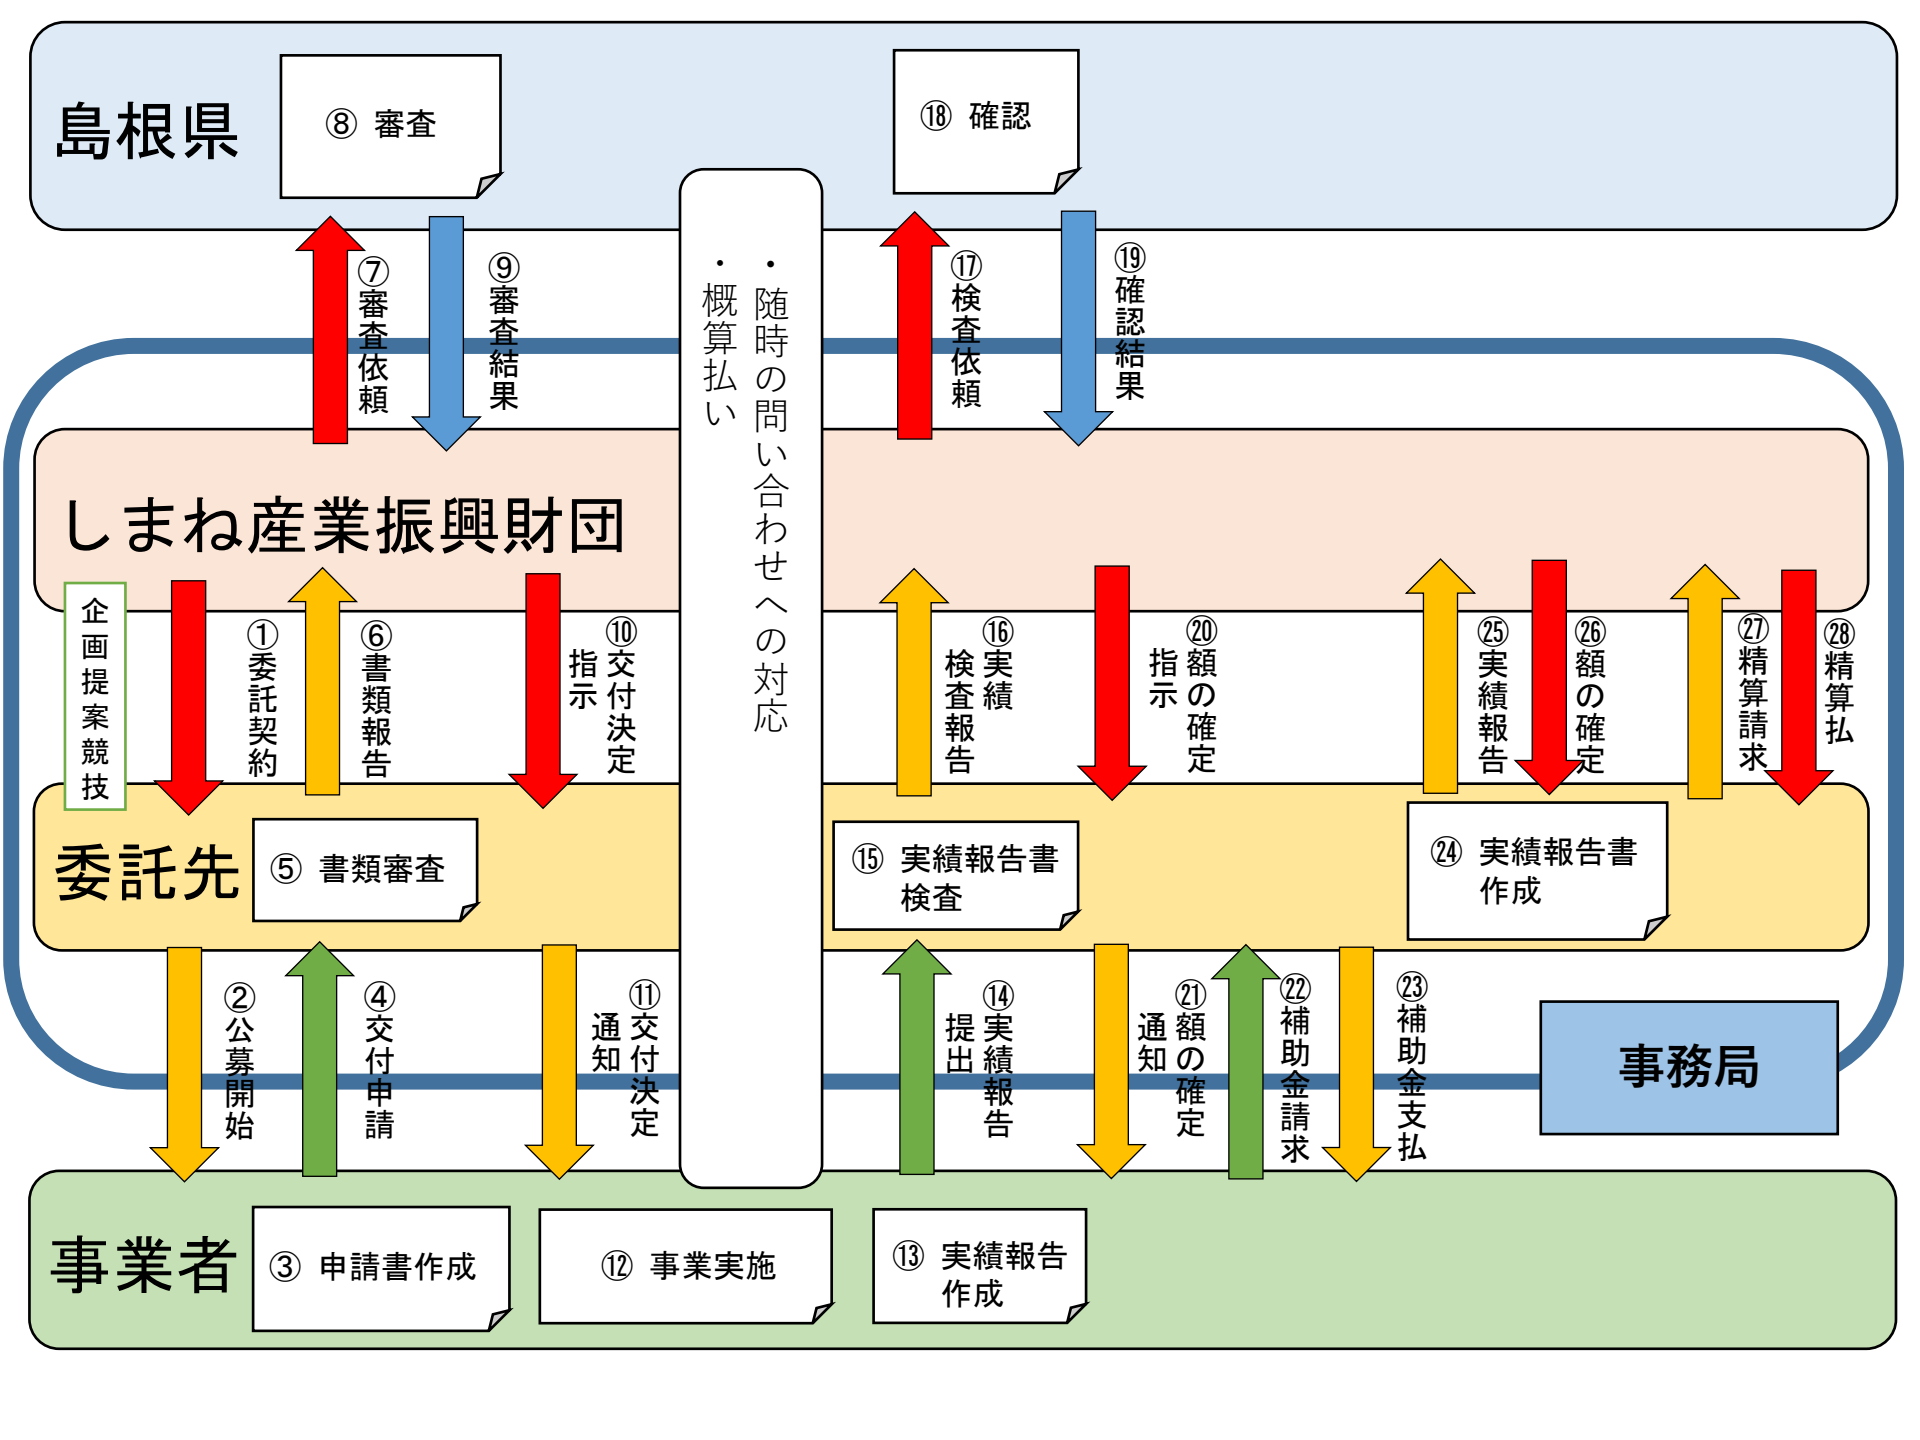 島根県
⑧ 審査
⑱ 確認
⑦審査依頼
⑨審査結果
・随時の問い合わせへの対応
・概算払い
⑰検査依頼
⑲確認結果
しまね産業振興財団
企画提案競技
①委託契約
⑥書類報告
⑩交付決定
指示
⑯実績
検査報告
⑳額の確定
指示
㉕実績報告
㉖額の確定
㉗精算請求
㉘精算払
委託先
⑤ 書類審査
⑮ 実績報告書
検査
㉔ 実績報告書
作成
②公募開始
④交付申請
⑪交付決定
通知
⑭実績報告
提出
㉑額の確定
通知
㉒補助金請求
㉓補助金支払
事務局
事業者
③ 申請書作成
⑫ 事業実施
⑬ 実績報告
作成